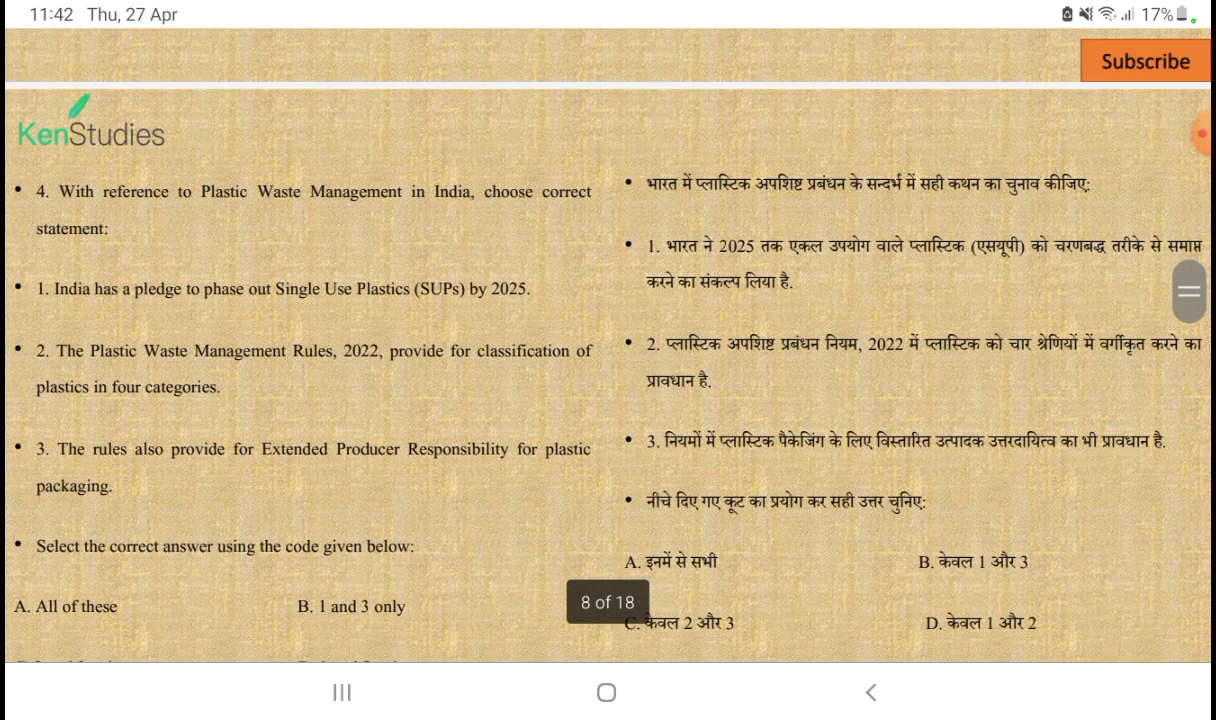 11:42 Thu, 27 Apr
17%
Subscribe
KenStudies
• 4. With reference to Plastic Waste Management in India, choose correct
statement:
• 1. India has a pledge to phase out Single Use Plastics (SUPs) by 2025.
• 2. The Plastic Waste Management Rules, 2022, provide for classification of
plastics in four categories.
• 3. The rules also provide for Extended Producer Responsibility for plastic
packaging.
• Select the correct answer using the code given below:
A. All of these B. 1 and 3 only
• भारत में प्लास्टिक अपशिष्ट प्रबंधन के सन्दर्भ में सही कथन का चुनाव कीजिए:
• 1. भारत ने 2025 तक एकल उपयोग वाले प्लास्टिक (एसयूपी) को चरणबद्ध तरीके से समाप्त
करने का संकल्प लिया है.
• 2. प्लास्टिक अपशिष्ट प्रबंधन नियम, 2022 में प्लास्टिक को चार श्रेणियों में वर्गीकृत करने का
प्रावधान है.
• 3. नियमों में प्लास्टिक पैकेजिंग के लिए विस्तारित उत्पादक उत्तरदायित्व का भी प्रावधान है.
• नीचे दिए गए कूट का प्रयोग कर सही उत्तर चुनिए:
A. इनमें से सभी B. केवल 1 और 3
8 of 18
C. केवल 2 और 3 D. केवल 1 और 2